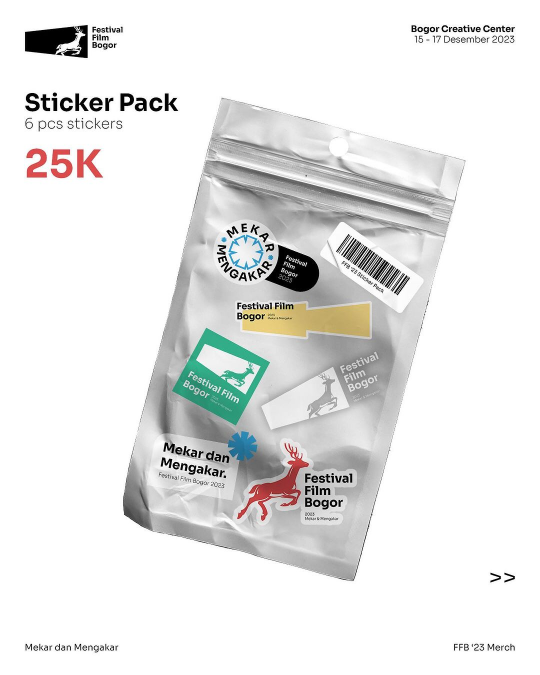 Festival
Film
Bogor
Bogor Creative Center
15 - 17 Desember 2023
Sticker Pack
6 pcs stickers
25K
MEKAR
MENGAKAR
Festival
Film
Bogor
2023
FFB '23 Sticker Pack
Festival Film
Bogor
Festival Film
Bogor
Festival
Film
Bogor
Mekar dan
Mengakar.
Festival Film Bogor 2023
Festival
Film
Bogor
2023
Mekar & Mengakar
>>
Mekar dan Mengakar
FFB '23 Merch